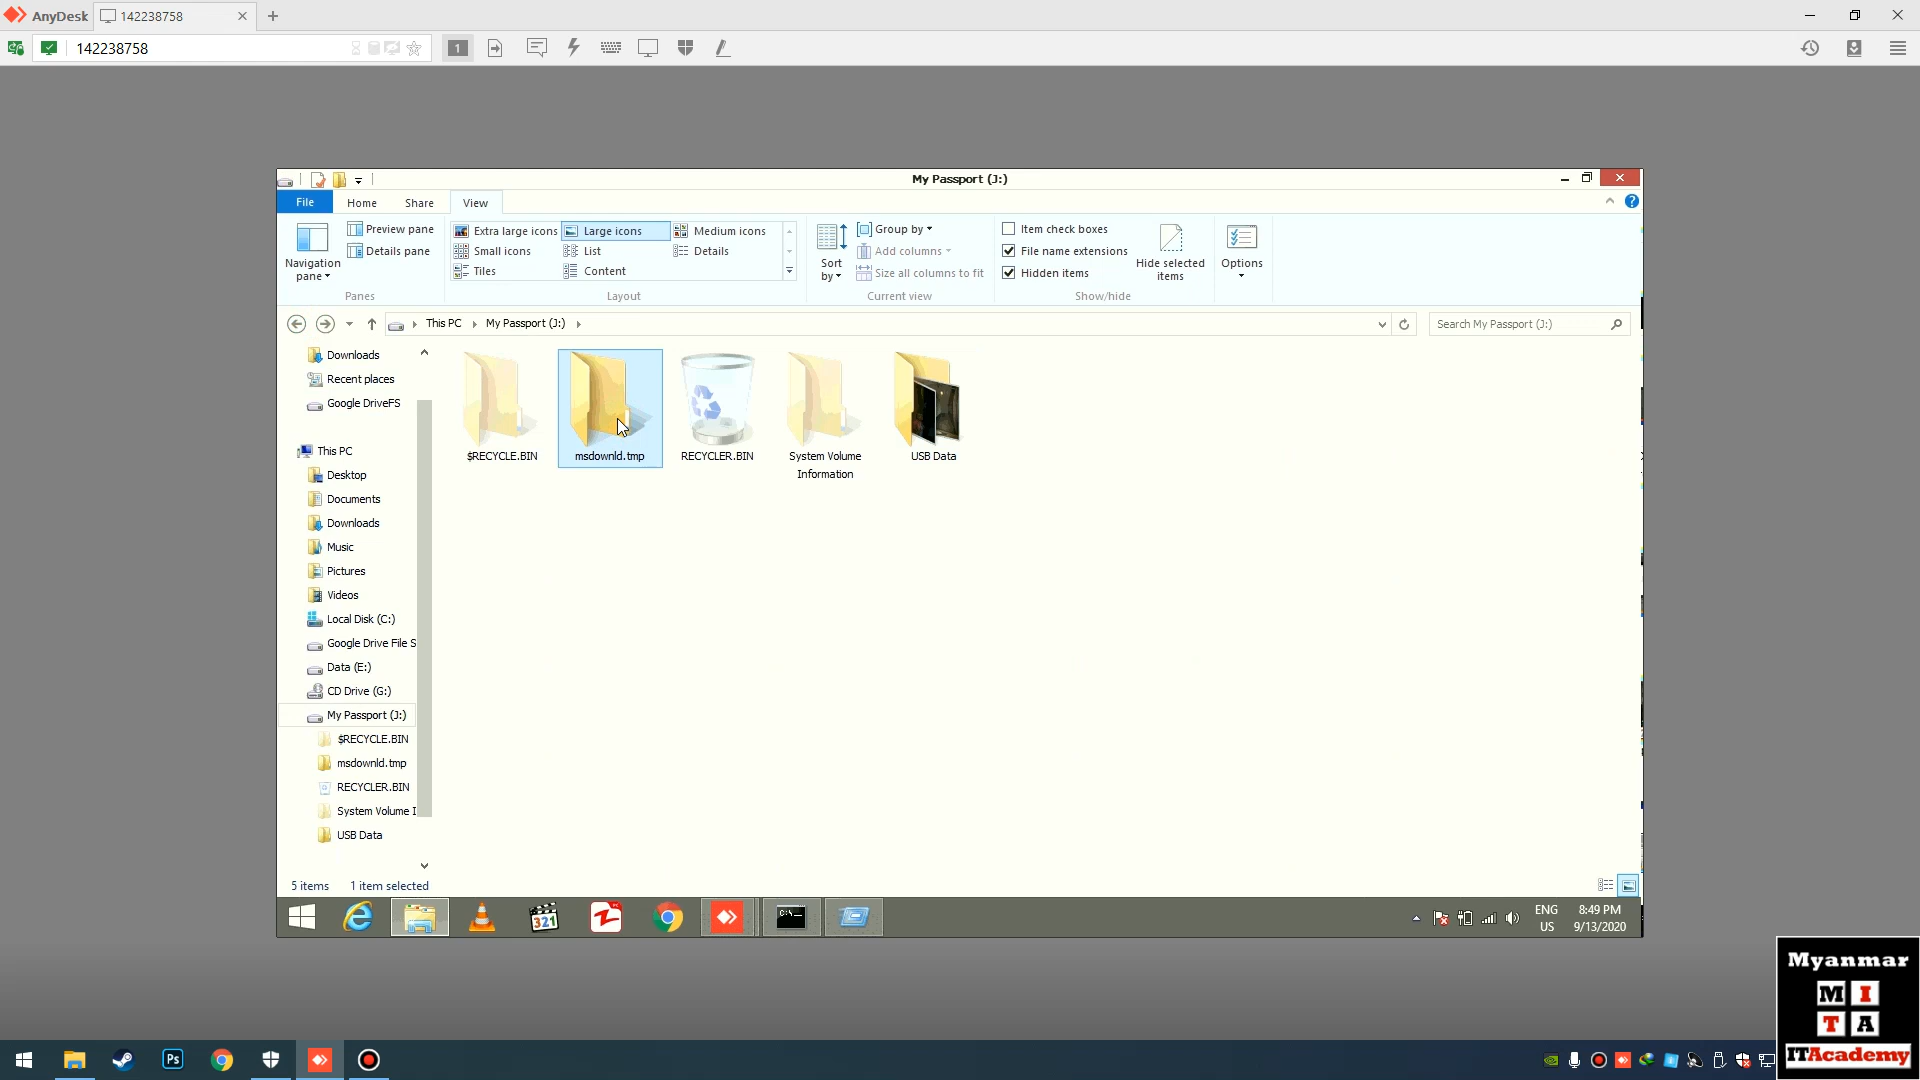 AnyDesk
142238758
142238758
1
My Passport (J:)
File
Home
Share
View
Navigation
pane
Preview pane
Details pane
Panes
Extra large icons
Large icons
Medium icons
Small icons
List
Details
Tiles
Content
Layout
Sort
by
Group by
Add columns
Size all columns to fit
Current view
Item check boxes
File name extensions
Hidden items
Hide selected
items
Show/hide
Options
This PC
My Passport (J:)
Search My Passport (J:)
Downloads
Recent places
Google DriveFS
This PC
Desktop
Documents
Downloads
Music
Pictures
Videos
Local Disk (C:)
Google Drive File S
Data (E:)
CD Drive (G:)
My Passport (J:)
$RECYCLE.BIN
msdownld.tmp
RECYCLER.BIN
System Volume I
USB Data
$RECYCLE.BIN
msdownld.tmp
RECYCLER.BIN
System Volume
Information
USB Data
5 items
1 item selected
321
C:\_
ENG
US
8:49 PM
9/13/2020
Ps
Myanmar
M I
T A
ITAcademy